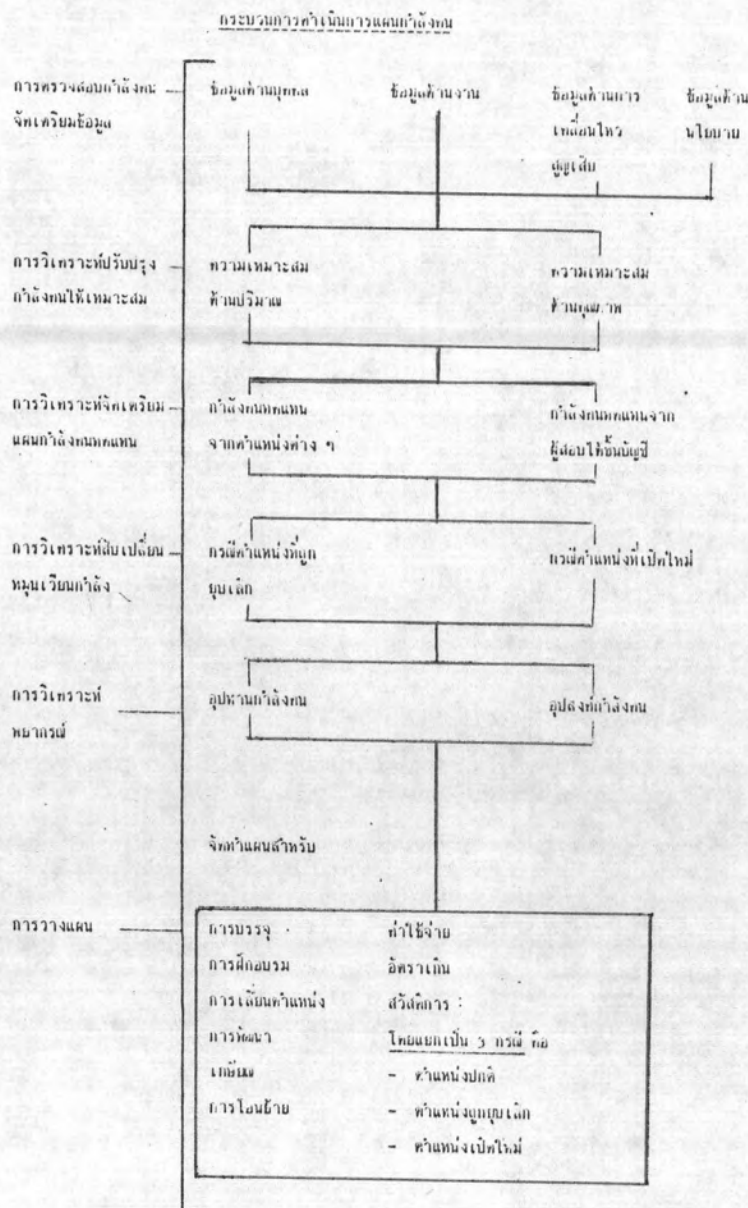 กระบวนการดำเนินการแผนกำลังคน
การตรวจสอบกำลังคน
จัดเตรียมข้อมูล
ข้อมูลด้านบุคคล
ข้อมูลด้านงาน
ข้อมูลด้านการ
เคลื่อนไหว
สูญเสีย
ข้อมูลด้าน
นโยบาย
การวิเคราะห์ปรับปรุง
กำลังคนให้เหมาะสม
ความเหมาะสม
ด้านปริมาณ
ความเหมาะสม
ด้านคุณภาพ
การวิเคราะห์จัดเตรียม
แผนกำลังคนทดแทน
กำลังคนทดแทน
จากตำแหน่งต่าง ๆ
กำลังคนทดแทนจาก
ผู้สอบได้ขึ้นบัญชี
การวิเคราะห์สับเปลี่ยน
หมุนเวียนกำลัง
กรณีตำแหน่งที่ถูก
ยุบเลิก
กรณีตำแหน่งที่เปิดใหม่
การวิเคราะห์
พยากรณ์
อุปทานกำลังคน
อุปสงค์กำลังคน
จัดทำแผนสำหรับ
การวางแผน
การบรรจุ
การฝึกอบรม
การเลื่อนตำแหน่ง
การพัฒนา
เกษียณ
การโอนย้าย
ค่าใช้จ่าย
อัตราเงิน
สวัสดิการ
โดยแยกเป็น 3 กรณี คือ
- ตำแหน่งปกติ
- ตำแหน่งถูกยุบเลิก
- ตำแหน่งเปิดใหม่